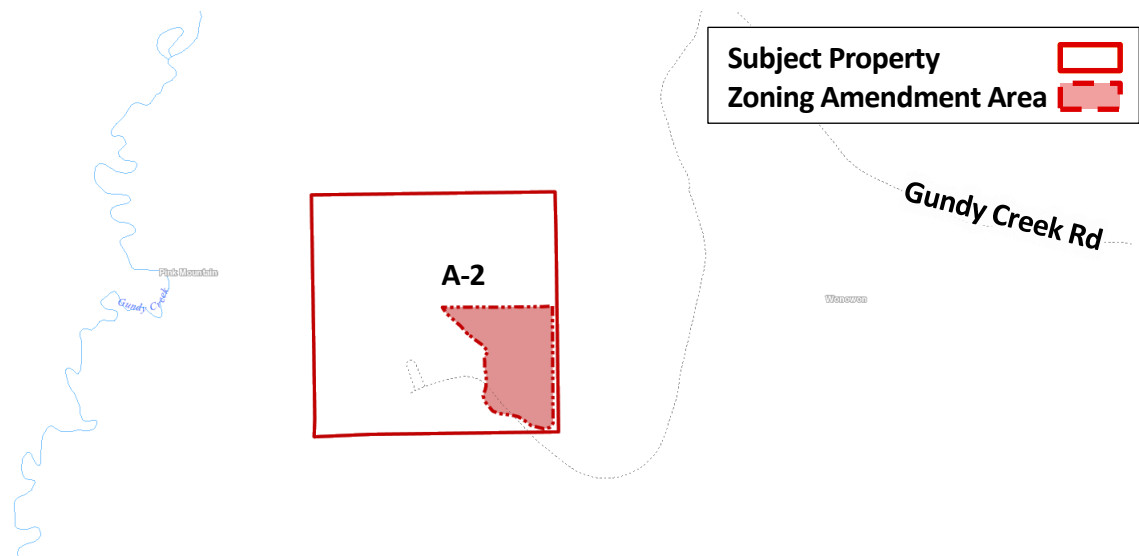 Subject Property
Zoning Amendment Area
Gundy Creek Rd
A-2
Pink Mountain
Gundy Creek
Wonowon